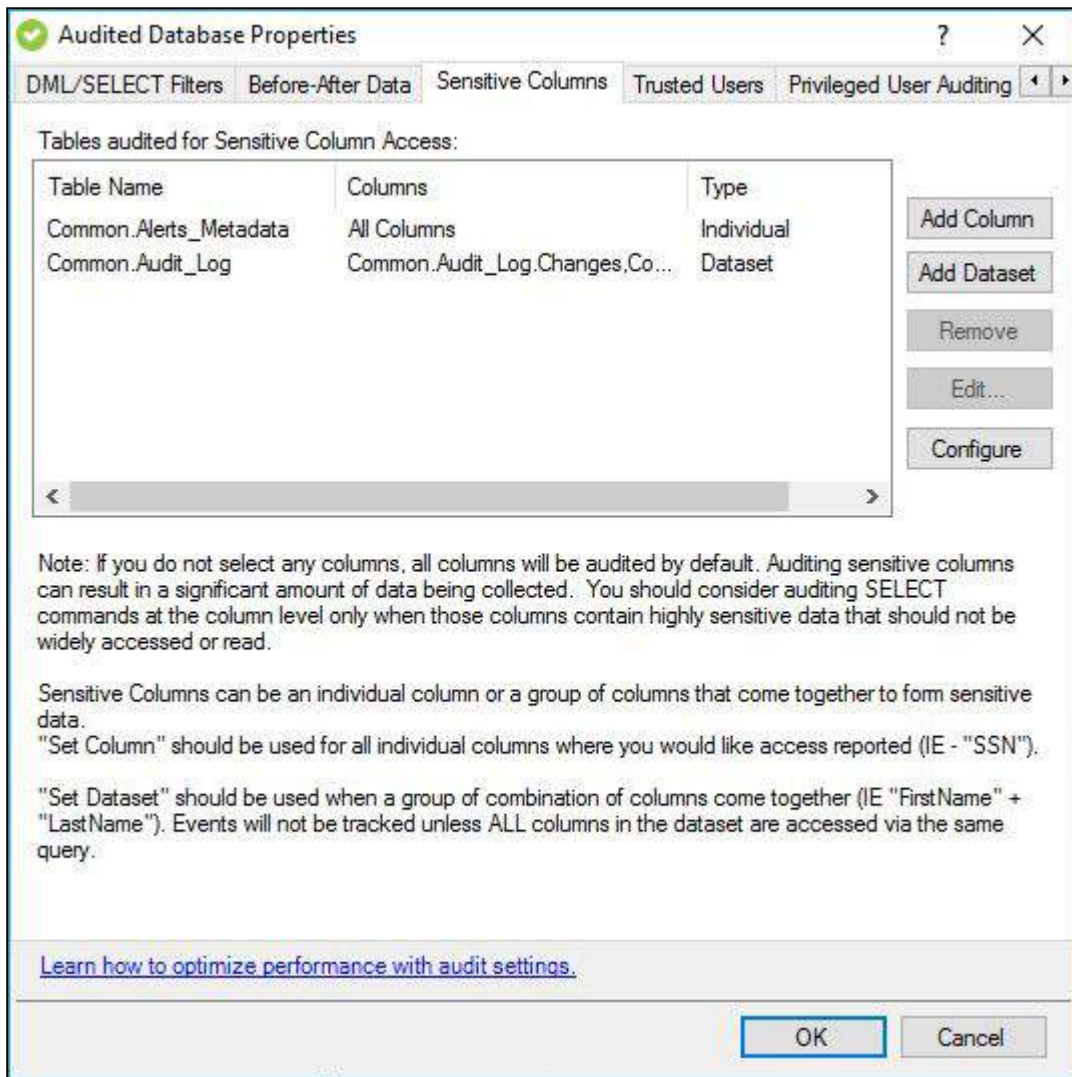 Audited Database Properties
? ×
DML/SELECT Filters Before-After Data Sensitive Columns Trusted Users Privileged User Auditing
Tables audited for Sensitive Column Access:
Table Name Columns Type
Common.Alerts_Metadata All Columns Individual
Common.Audit_Log Common.Audit_Log.Changes,Co... Dataset
Add Column
Add Dataset
Remove
Edit...
Configure
Note: If you do not select any columns, all columns will be audited by default. Auditing sensitive columns
can result in a significant amount of data being collected. You should consider auditing SELECT
commands at the column level only when those columns contain highly sensitive data that should not be
widely accessed or read.
Sensitive Columns can be an individual column or a group of columns that come together to form sensitive
data.
"Set Column" should be used for all individual columns where you would like access reported (IE - "SSN").
"Set Dataset" should be used when a group of combination of columns come together (IE "FirstName" +
"LastName"). Events will not be tracked unless ALL columns in the dataset are accessed via the same
query.
Learn how to optimize performance with audit settings.
OK Cancel